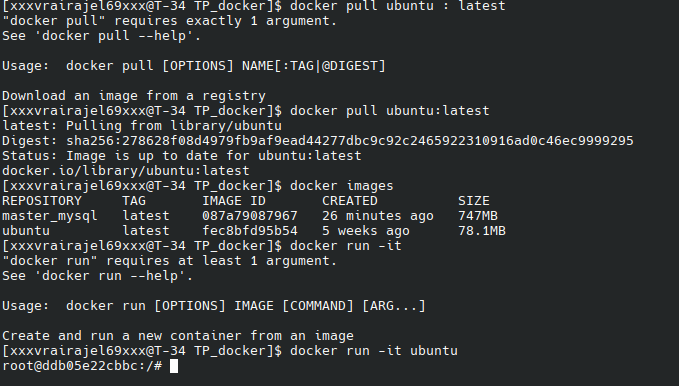 [xxxvrairajel69xxx@T-34 TP_docker]$ docker pull ubuntu : latest
"docker pull" requires exactly 1 argument.
See 'docker pull --help'.

Usage:  docker pull [OPTIONS] NAME[:TAG|@DIGEST]

Download an image from a registry
[xxxvrairajel69xxx@T-34 TP_docker]$ docker pull ubuntu:latest
latest: Pulling from library/ubuntu
Digest: sha256:278628f08d4979fb9af9ead44277dbc9c92c2465922310916ad0c46ec9999295
Status: Image is up to date for ubuntu:latest
docker.io/library/ubuntu:latest
[xxxvrairajel69xxx@T-34 TP_docker]$ docker images
REPOSITORY     TAG       IMAGE ID       CREATED          SIZE
master_mysql   latest    087a79087967   26 minutes ago   747MB
ubuntu         latest    fec8bfd95b54   5 weeks ago      78.1MB
[xxxvrairajel69xxx@T-34 TP_docker]$ docker run -it
"docker run" requires at least 1 argument.
See 'docker run --help'.

Usage:  docker run [OPTIONS] IMAGE [COMMAND] [ARG...]

Create and run a new container from an image
[xxxvrairajel69xxx@T-34 TP_docker]$ docker run -it ubuntu
root@ddb05e22cbbc:/#